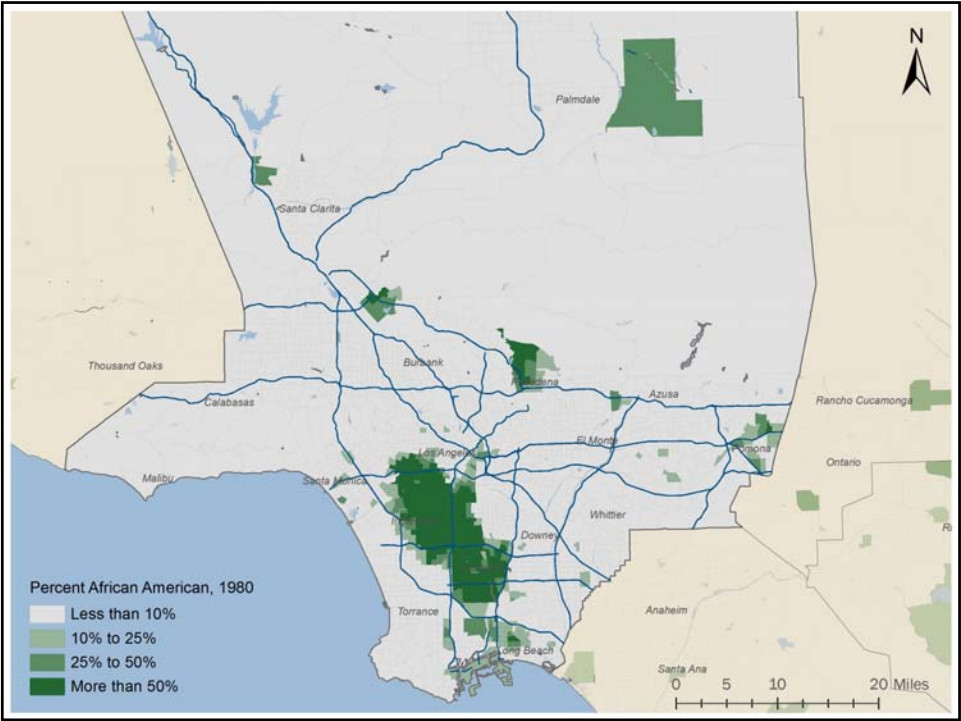 N
Palmdale
Santa Clarita
Thousand Oaks
Burbank
Pasadena
Azusa
Calabasas
Rancho Cucamonga
El Monte
Los Angeles
Pomona
Ontario
Malibu
Santa Monica
Whittier
Downey
Percent African American, 1980
Less than 10%
10% to 25%
25% to 50%
More than 50%
Torrance
Anaheim
Long Beach
Santa Ana
0 5 10 20 Miles